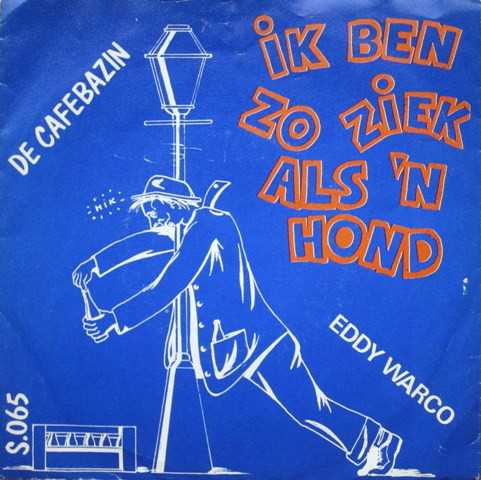 iK BEN
ZO ZiEK
ALS 'N
HOND
DE CAFEBAZIN
HIK
EDDY WARCO
S.065